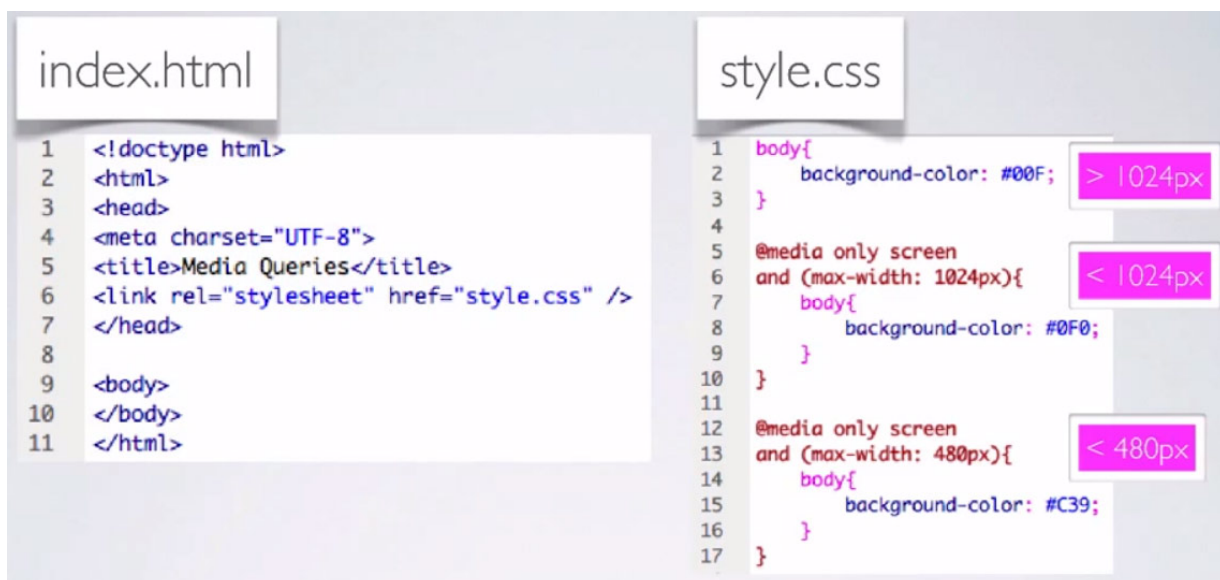 index.html
1 <!doctype html>
2 <html>
3 <head>
4 <meta charset="UTF-8">
5 <title>Media Queries</title>
6 <link rel="stylesheet" href="style.css" />
7 </head>
8
9 <body>
10 </body>
11 </html>
style.css
1 body{
2 background-color: #00F;
3 }
4
5 @media only screen
6 and (max-width: 1024px){
7 body{
8 background-color: #0F0;
9 }
10 }
11
12 @media only screen
13 and (max-width: 480px){
14 body{
15 background-color: #C39;
16 }
17 }
> 1024px
< 1024px
< 480px